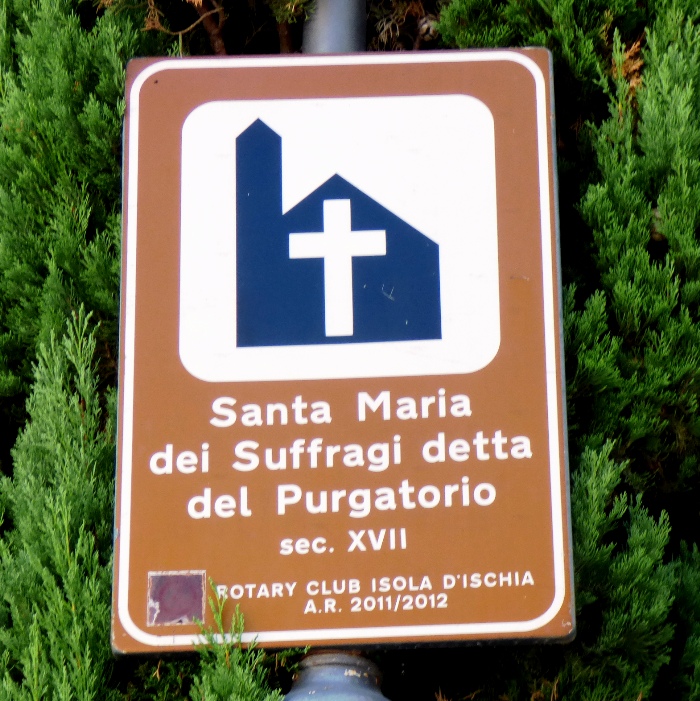 Santa Maria
dei Suffragi detta
del Purgatorio
sec. XVII
ROTARY CLUB ISOLA D'ISCHIA
A.R. 2011/2012